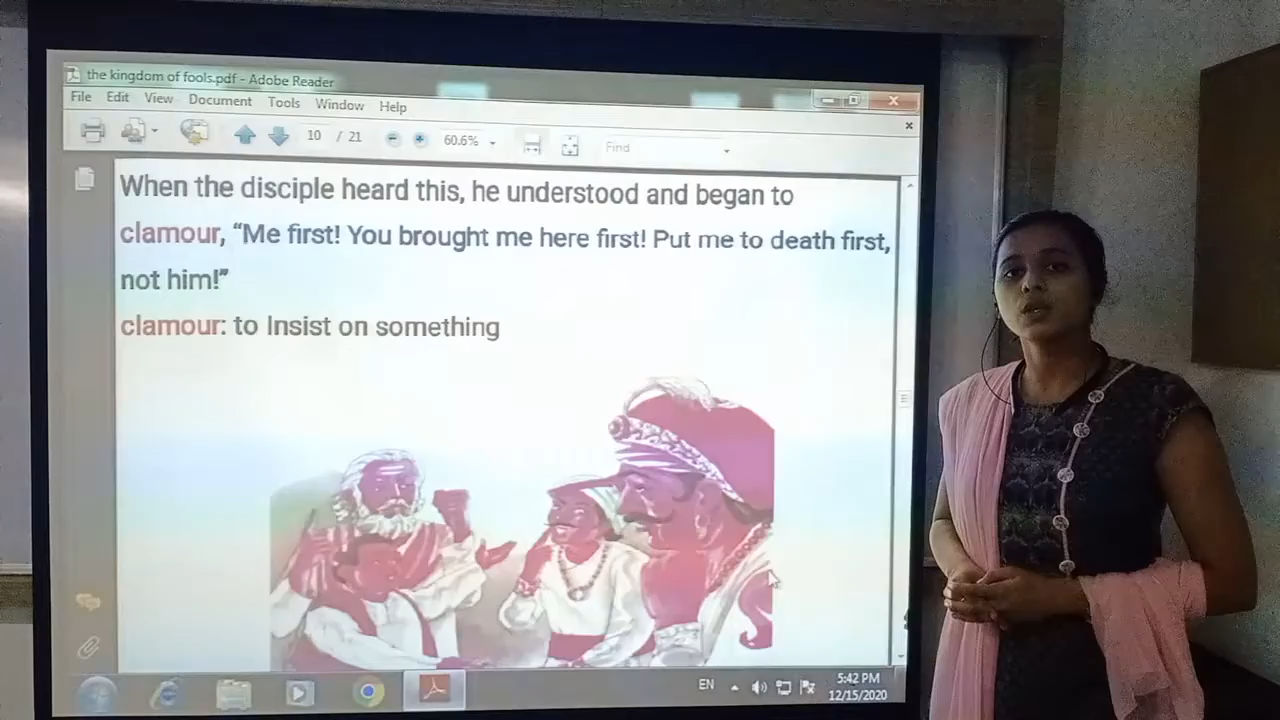 the kingdom of fools.pdf - Adobe Reader
File Edit View Document Tools Window Help
10 / 21 60.6% Find
When the disciple heard this, he understood and began to
clamour, “Me first! You brought me here first! Put me to death first,
not him!”
clamour: to Insist on something
EN 5:42 PM
12/15/2020